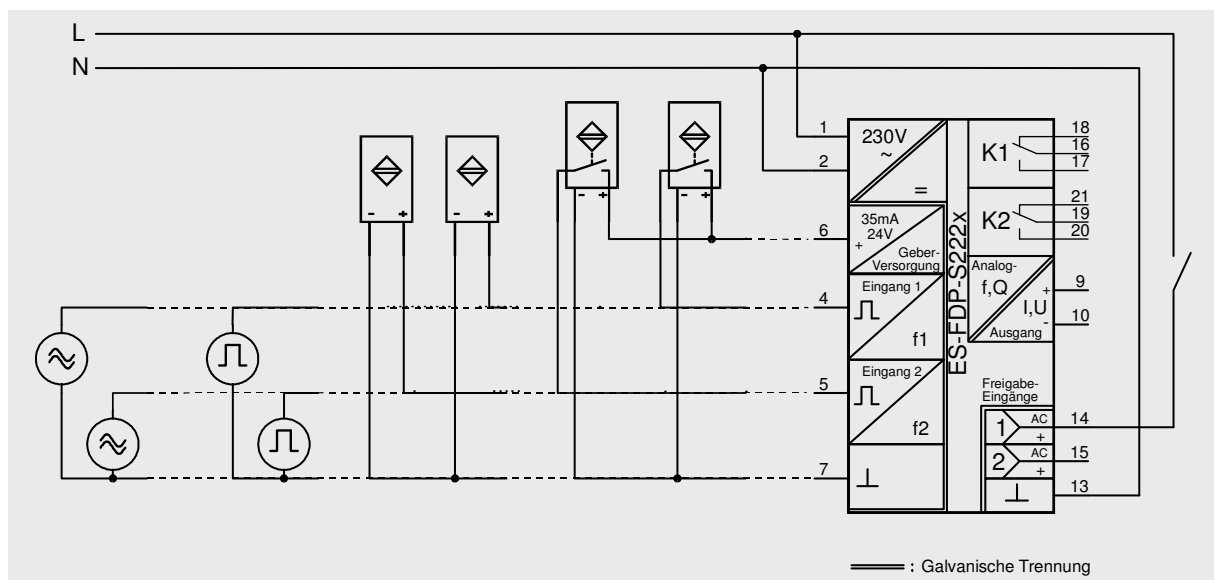 L
N
1
2
6
4
5
7
- +
- +
- +
- +
230V
~
=
35mA
24V
+
Geber-
Versorgung
Eingang 1
f1
Eingang 2
f2
ES-FDP-S222x
K1
18
16
17
K2
21
19
20
Analog-
f,Q
I,U
+
-
Ausgang
9
10
Freigabe-
Eingänge
1
AC
+
14
2
AC
+
15
13
: Galvanische Trennung